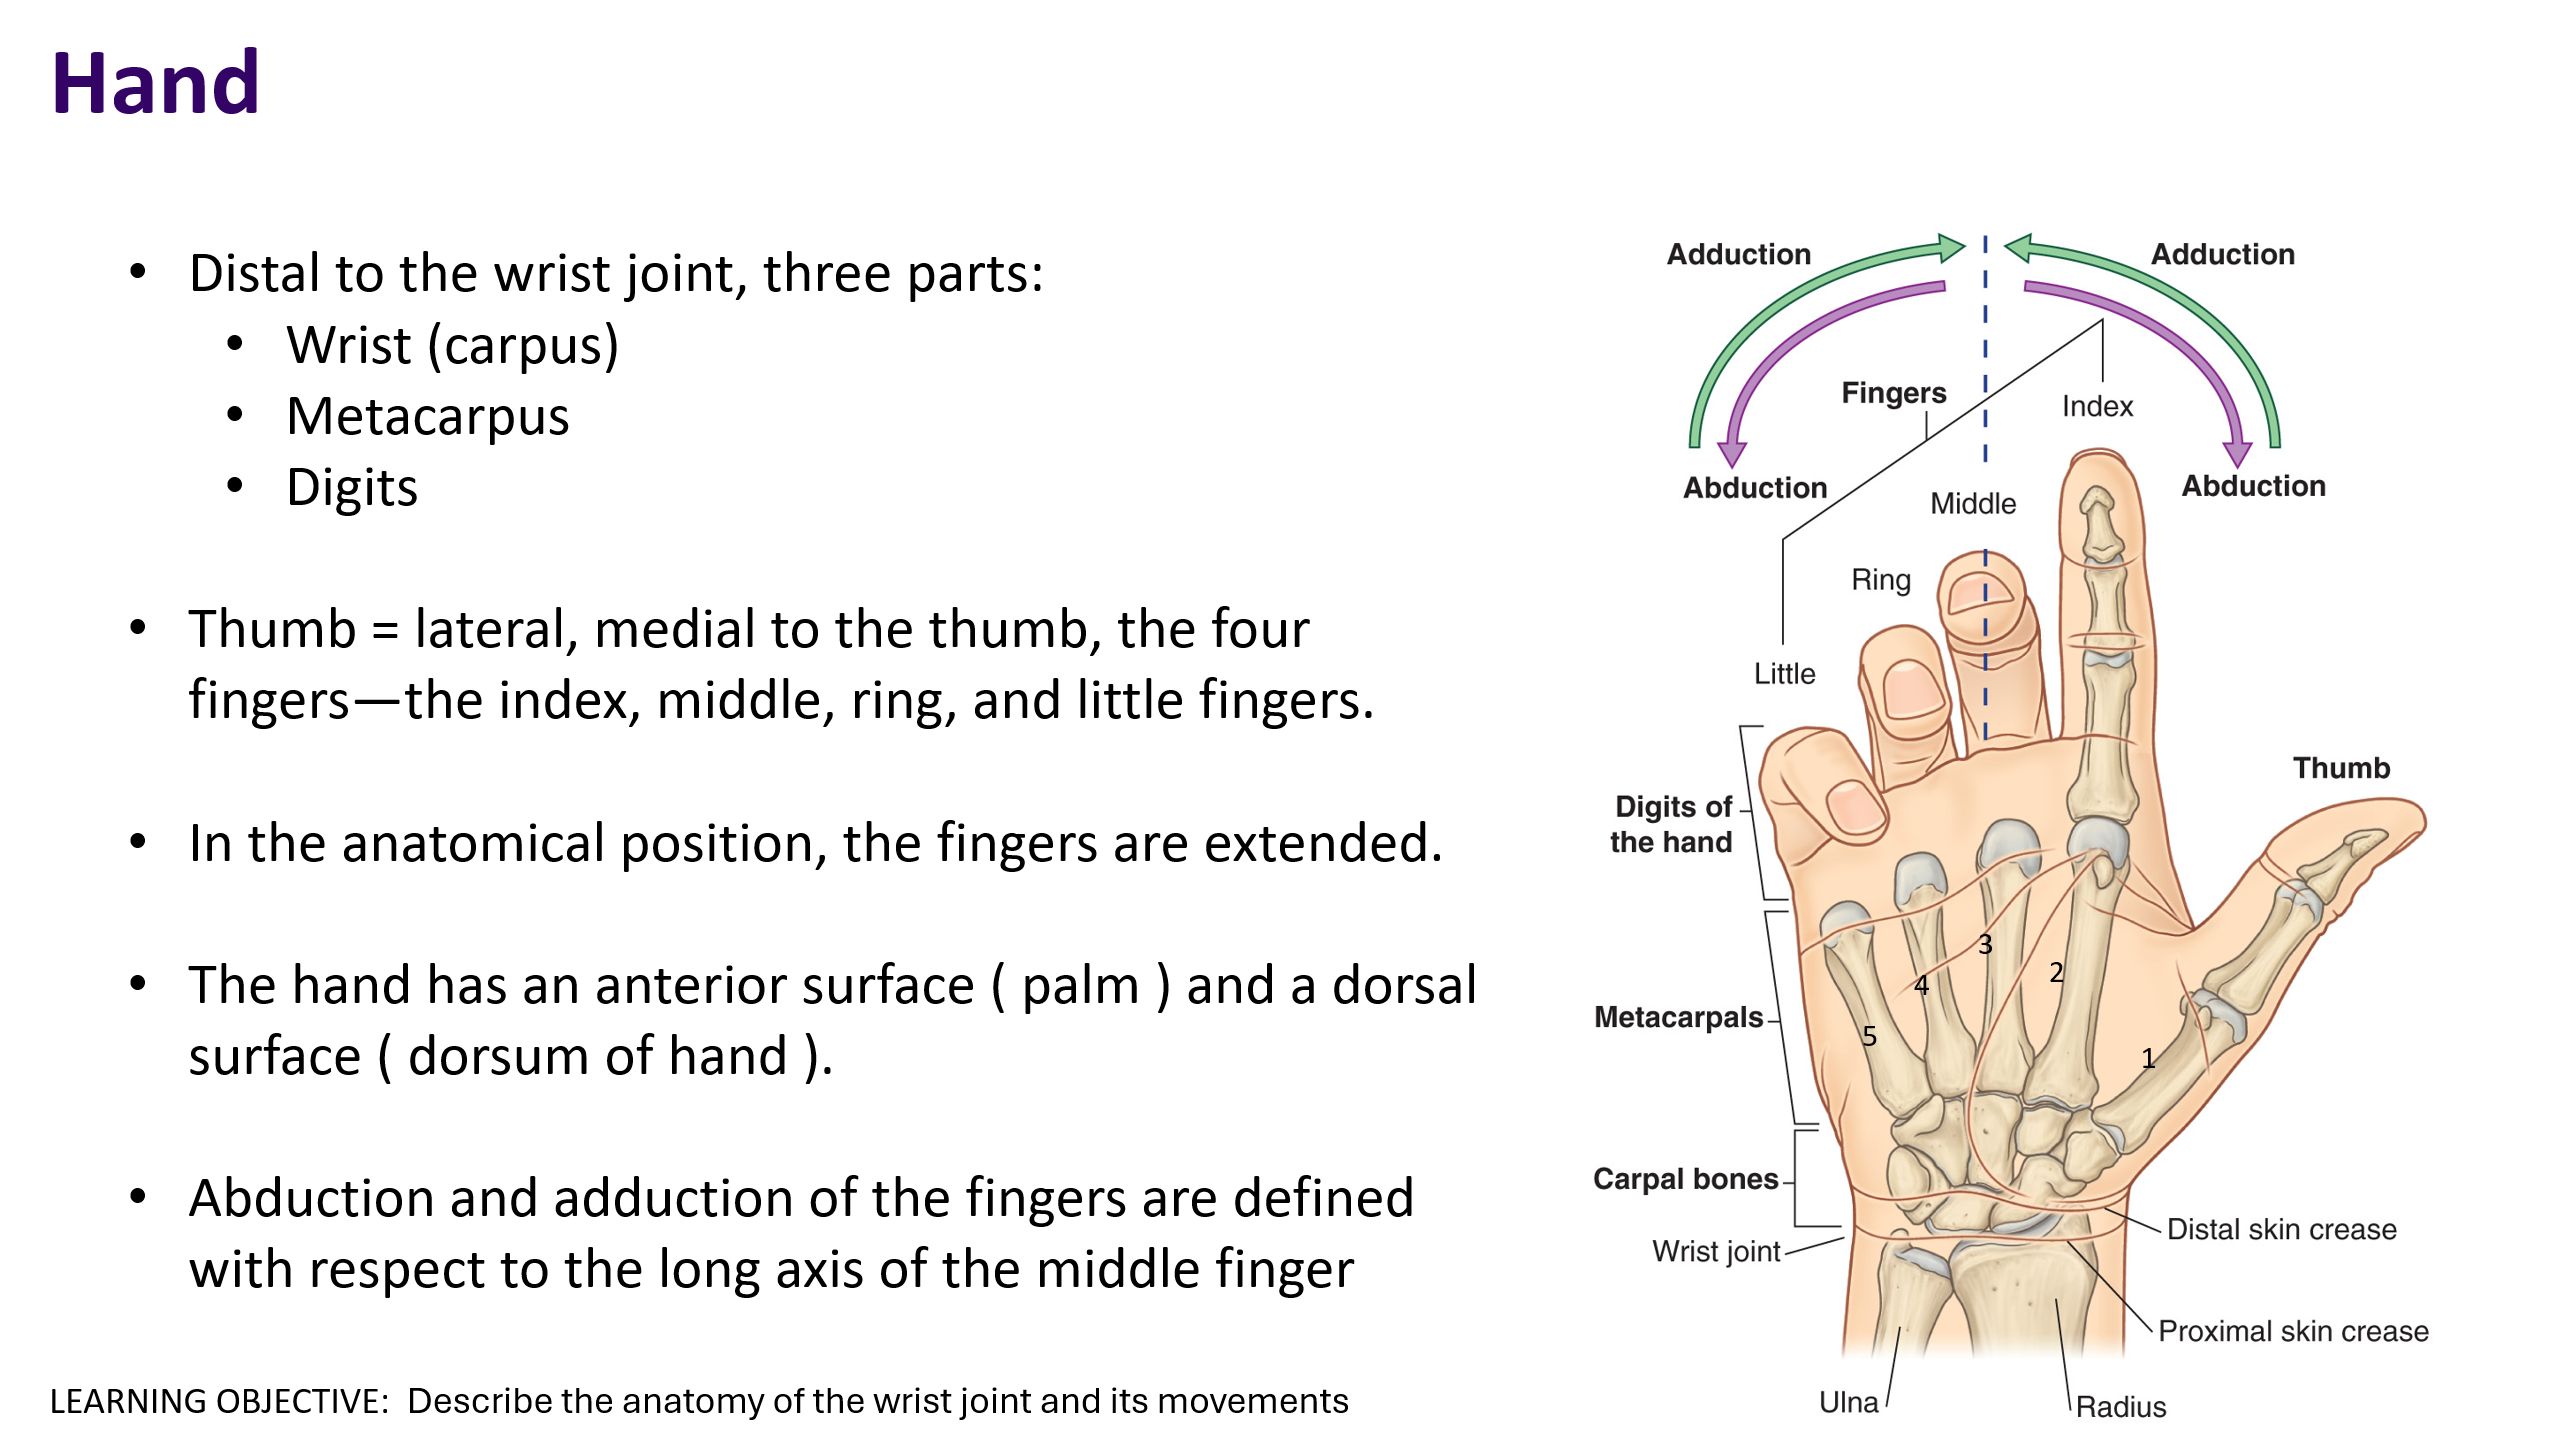 Hand
• Distal to the wrist joint, three parts:
• Wrist (carpus)
• Metacarpus
• Digits
• Thumb = lateral, medial to the thumb, the four
fingers—the index, middle, ring, and little fingers.
• In the anatomical position, the fingers are extended.
• The hand has an anterior surface ( palm ) and a dorsal
surface ( dorsum of hand ).
• Abduction and adduction of the fingers are defined
with respect to the long axis of the middle finger
LEARNING OBJECTIVE:  Describe the anatomy of the wrist joint and its movements
Adduction
Adduction
Fingers
Index
Abduction
Abduction
Middle
Ring
Little
Thumb
Digits of
the hand
3
2
4
Metacarpals
5
1
Carpal bones
Distal skin crease
Wrist joint
Proximal skin crease
Ulna
Radius